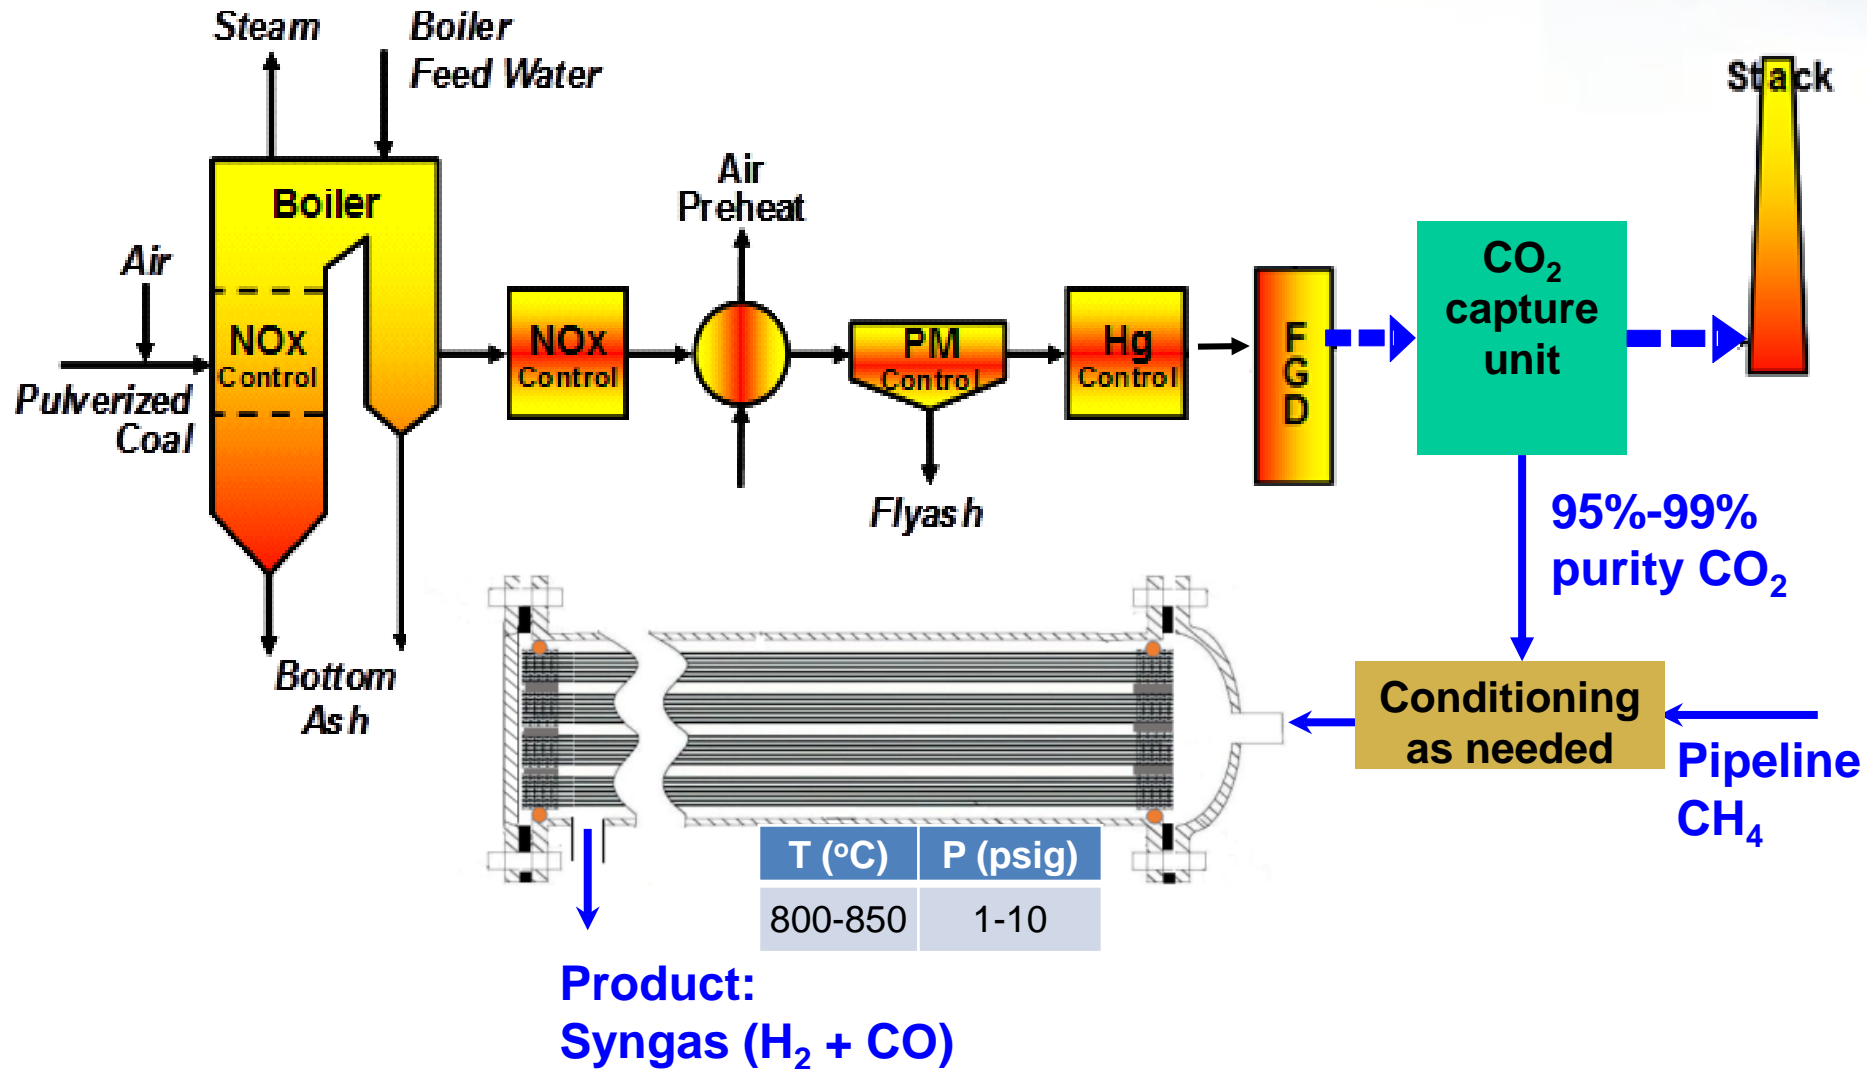 Steam
Boiler
Feed Water
Stack
Air
Preheat
Boiler
Air
NOx
Control
Pulverized
Coal
NOx
Control
PM
Control
Hg
Control
F
G
D
CO₂
capture
unit
Flyash
95%-99%
purity CO₂
Bottom
Ash
Conditioning
as needed
Pipeline
CH₄
T (°C) P (psig)
800-850 1-10
Product:
Syngas (H₂ + CO)